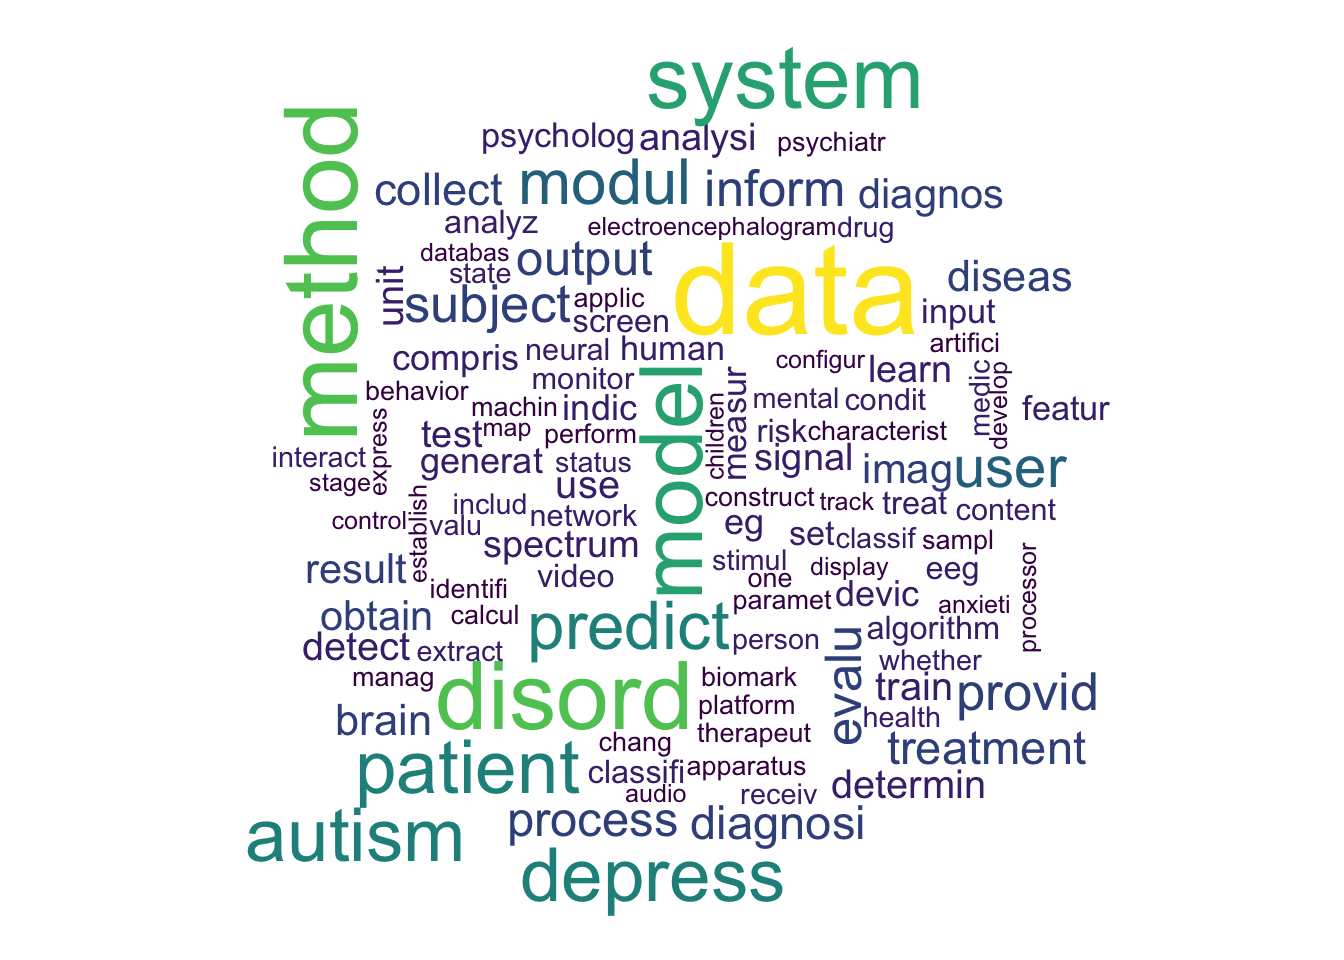 system
method
psycholog analysi psychiatr
collect modul inform diagnos
analyz electroencephalogram drug
databas output data
state
unit subject applic diseas
screen input
compris neural human artifici
monitor configur learn
behavior model measur mental condit medic develop
machin indic children featur
express test map perform risk characterist
interact generat status signal imag user
stage use
establish includ construct track treat content
control valu network eg set classif sampl
spectrum
result video stimul display eeg processor
identifi one
obtain calcul paramet devic anxieti
predict person algorithm
detect extract evalu whether
manag disord biomark train provid
brain platform health
therapeut
patient chang treatment
classifi apparatus
audio receiv determin
autism process diagnosi
depress